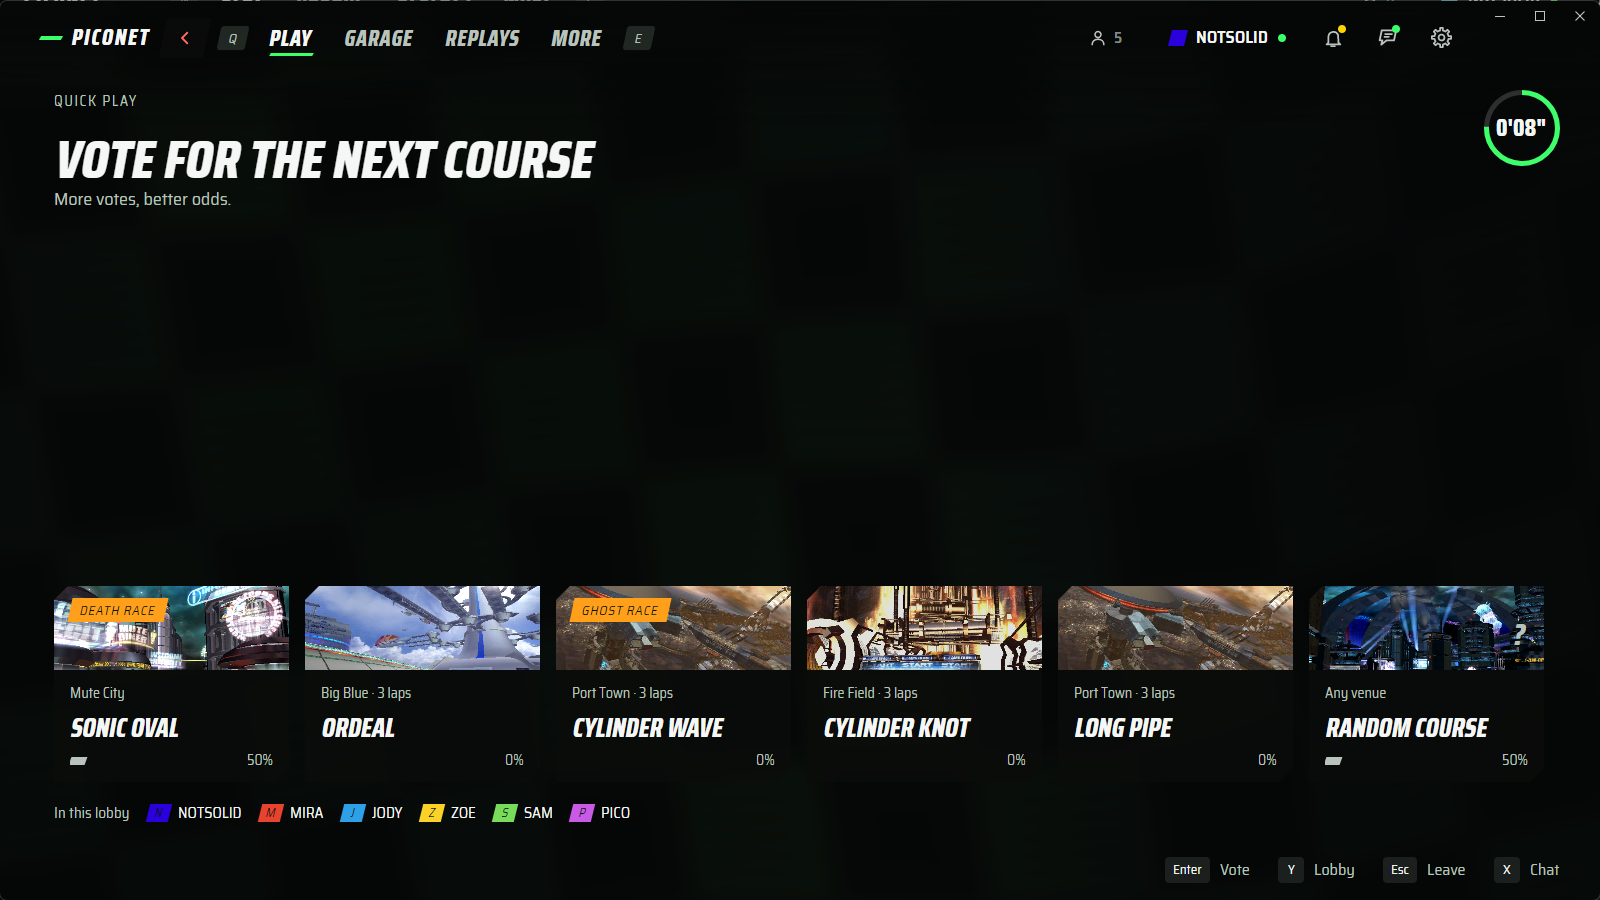 PICONET
Q
PLAY
GARAGE
REPLAYS
MORE
E
5
NOTSOLID
QUICK PLAY
0'08"
VOTE FOR THE NEXT COURSE
More votes, better odds.
DEATH RACE
Mute City
SONIC OVAL
50%
Big Blue · 3 laps
ORDEAL
0%
GHOST RACE
Port Town · 3 laps
CYLINDER WAVE
0%
Fire Field · 3 laps
CYLINDER KNOT
0%
Port Town · 3 laps
LONG PIPE
0%
?
Any venue
RANDOM COURSE
50%
In this lobby
N NOTSOLID
M MIRA
J JODY
Z ZOE
S SAM
P PICO
Enter Vote
Y Lobby
Esc Leave
X Chat